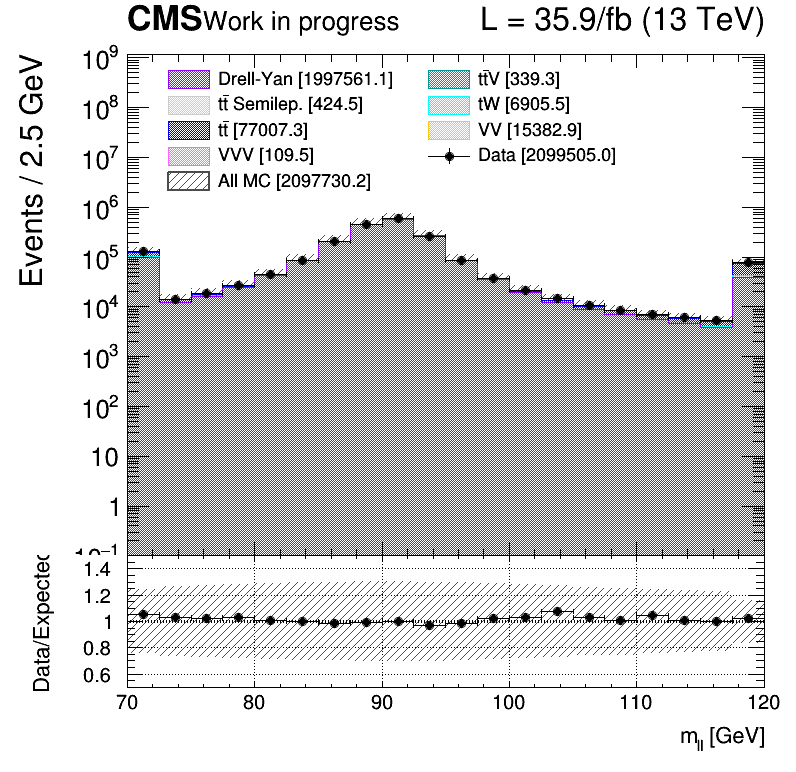 CMS Work in progress L = 35.9/fb (13 TeV)
Events / 2.5 GeV
10⁹
10⁸
10⁷
10⁶
10⁵
10⁴
10³
10²
10
1
10⁻¹
Drell-Yan [1997561.1]
tt̄ Semilep. [424.5]
tt̄ [77007.3]
VVV [109.5]
All MC [2097730.2]
tt̄V [339.3]
tW [6905.5]
VV [15382.9]
Data [2099505.0]
Data/Expected
1.4
1.2
1
0.8
0.6
70 80 90 100 110 120
m_ll [GeV]